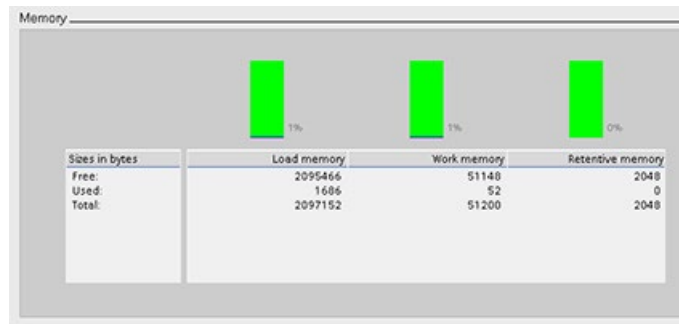 Memory
1% 1% 0%
Sizes in bytes Load memory Work memory Retentive memory
Free: 2095466 51148 2048
Used: 1686 52 0
Total: 2097152 51200 2048